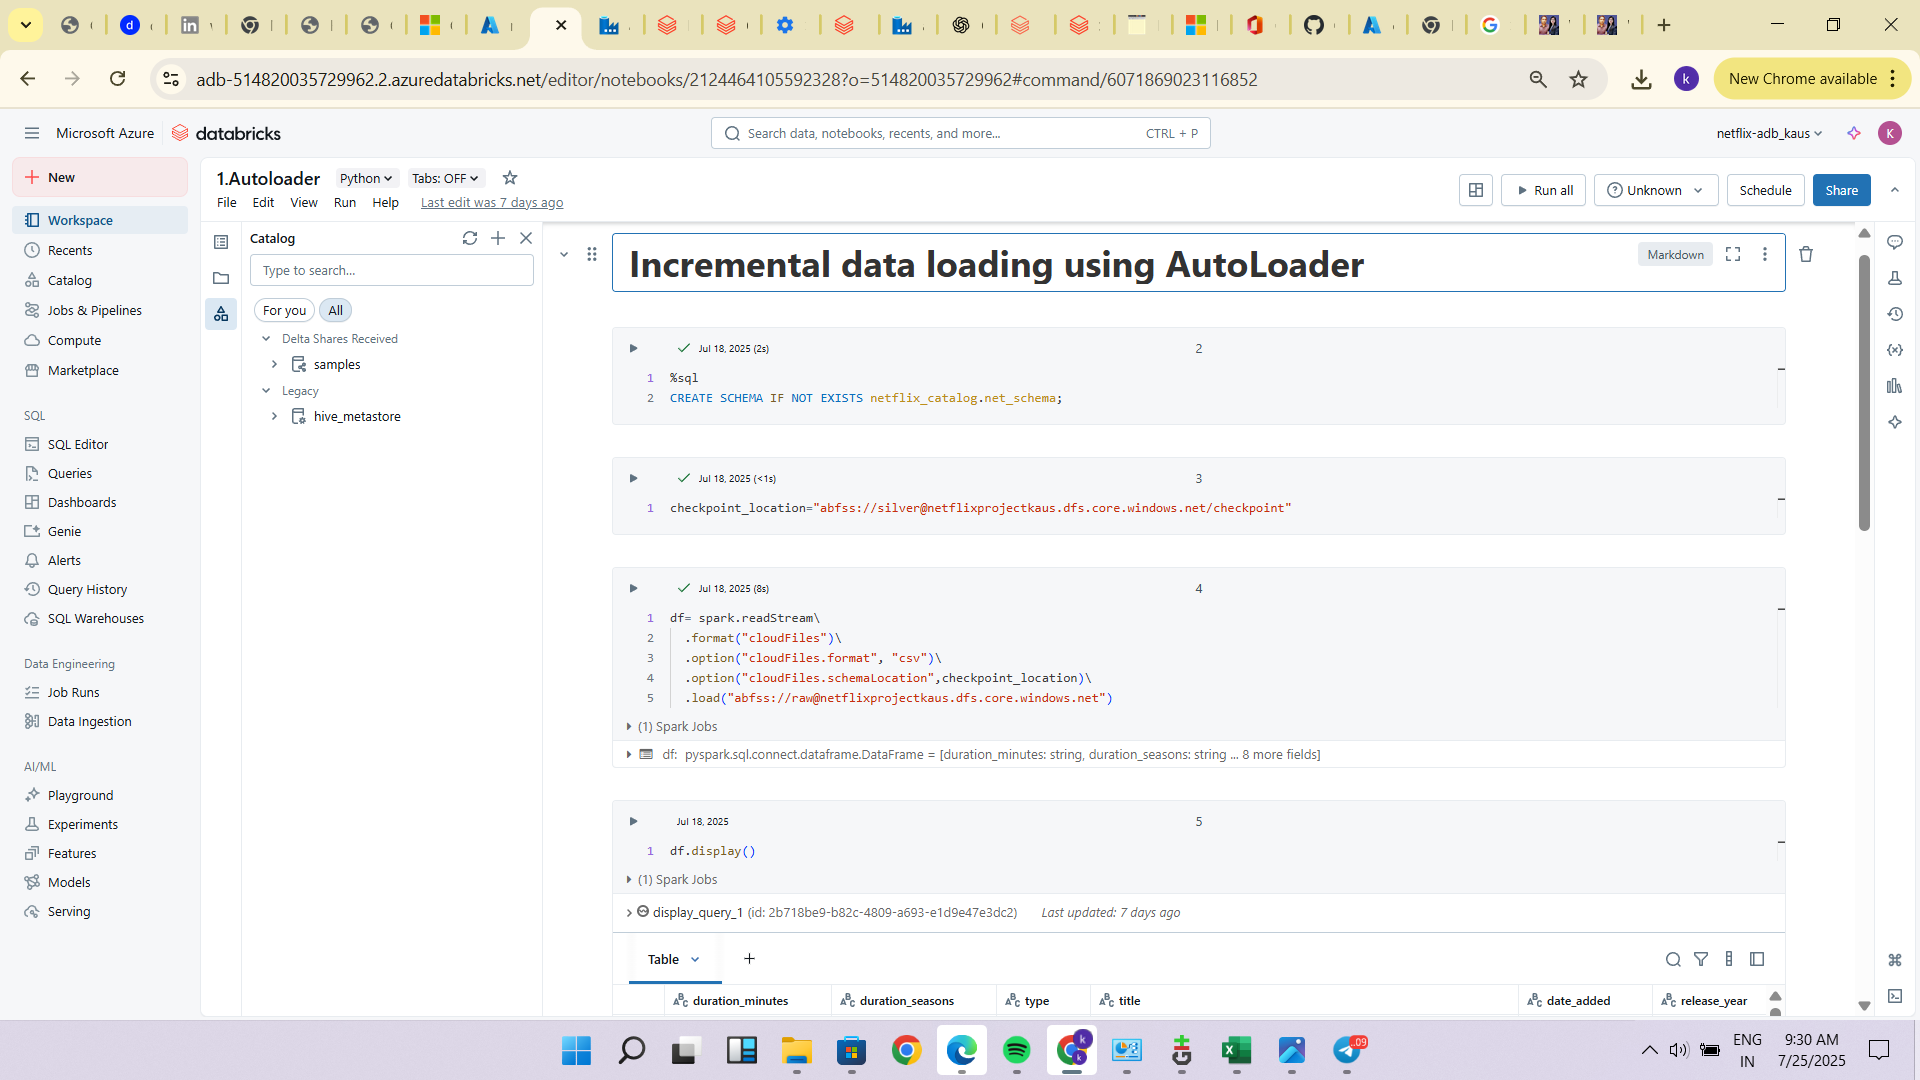 adb-514820035729962.2.azuredatabricks.net/editor/notebooks/2124464105592328?o=514820035729962#command/6071869023116852
k
New Chrome available
Microsoft Azure
databricks
Search data, notebooks, recents, and more...
CTRL + P
netflix-adb_kaus
K
New
Workspace
Recents
Catalog
Jobs & Pipelines
Compute
Marketplace
SQL
SQL Editor
Queries
Dashboards
Genie
Alerts
Query History
SQL Warehouses
Data Engineering
Job Runs
Data Ingestion
AI/ML
Playground
Experiments
Features
Models
Serving
1.Autoloader
Python
Tabs: OFF
File Edit View Run Help Last edit was 7 days ago
Run all
Unknown
Schedule
Share
Catalog
Type to search...
For you
All
Delta Shares Received
samples
Legacy
hive_metastore
Incremental data loading using AutoLoader
Markdown
Jul 18, 2025 (2s)
2
1 %sql
2 CREATE SCHEMA IF NOT EXISTS netflix_catalog.net_schema;
Jul 18, 2025 (<1s)
3
1 checkpoint_location="abfss://silver@netflixprojectkaus.dfs.core.windows.net/checkpoint"
Jul 18, 2025 (8s)
4
1 df= spark.readStream\
2 .format("cloudFiles")\
3 .option("cloudFiles.format", "csv")\
4 .option("cloudFiles.schemaLocation",checkpoint_location)\
5 .load("abfss://raw@netflixprojectkaus.dfs.core.windows.net")
(1) Spark Jobs
df: pyspark.sql.connect.dataframe.DataFrame = [duration_minutes: string, duration_seasons: string ... 8 more fields]
Jul 18, 2025
5
1 df.display()
(1) Spark Jobs
display_query_1 (id: 2b718be9-b82c-4809-a693-e1d9e47e3dc2) Last updated: 7 days ago
Table
duration_minutes
duration_seasons
type
title
date_added
release_year
ENG
IN
9:30 AM
7/25/2025